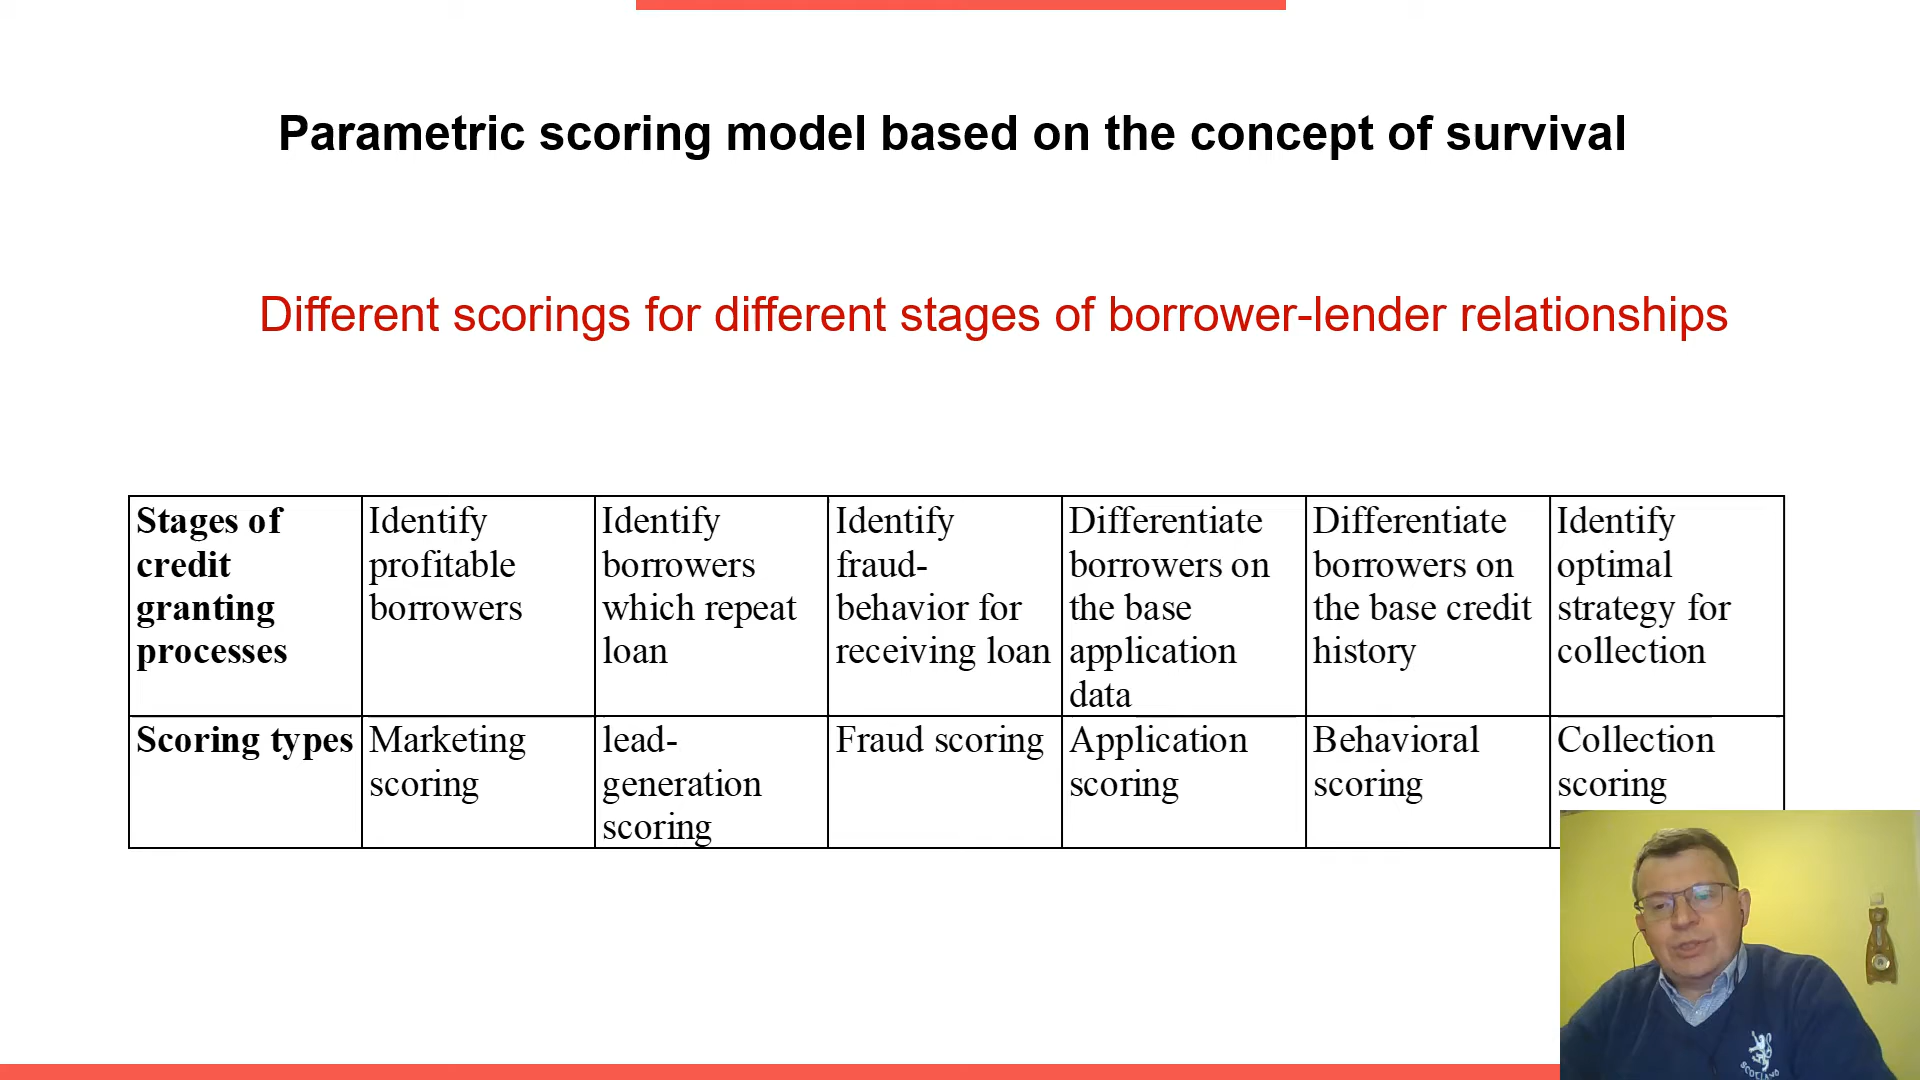 Parametric scoring model based on the concept of survival
Different scorings for different stages of borrower-lender relationships
Stages of
credit
granting
processes
Identify
profitable
borrowers
Identify
borrowers
which repeat
loan
Identify
fraud-
behavior for
receiving loan
Differentiate
borrowers on
the base
application
data
Differentiate
borrowers on
the base credit
history
Identify
optimal
strategy for
collection
Scoring types
Marketing
scoring
lead-
generation
scoring
Fraud scoring
Application
scoring
Behavioral
scoring
Collection
scoring
SCOTLAND